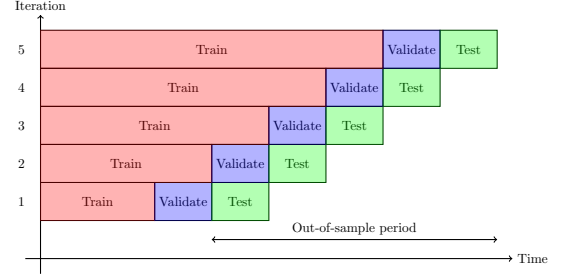 Iteration
5 Train Validate Test
4 Train Validate Test
3 Train Validate Test
2 Train Validate Test
1 Train Validate Test
Out-of-sample period
Time